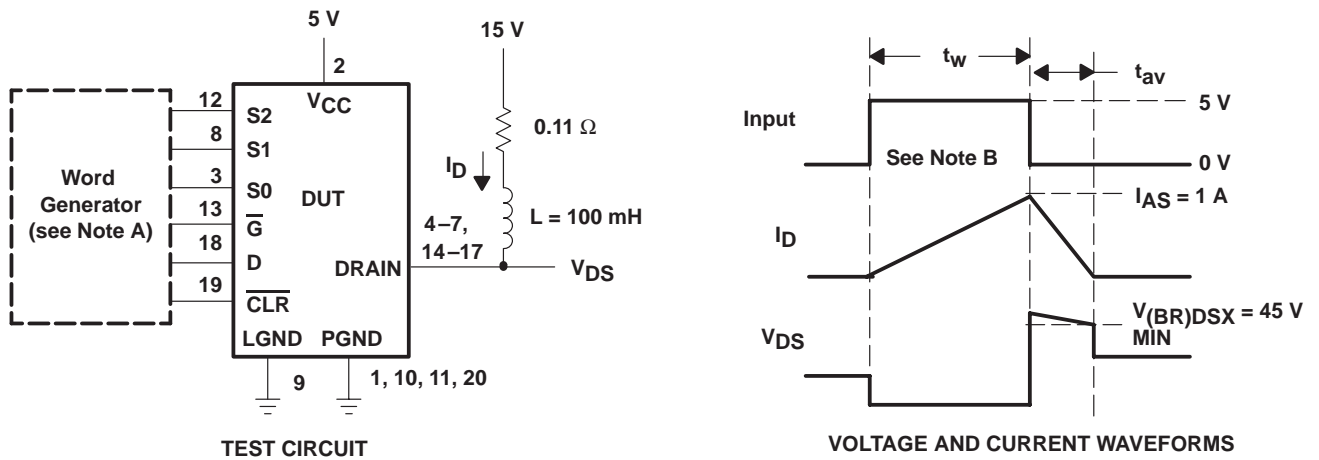 5 V
15 V
2
VCC
Word
Generator
(see Note A)
12
S2
8
S1
3
S0
13
G
18
D
19
CLR
DUT
DRAIN
4–7,
14–17
ID
0.11 Ω
L = 100 mH
VDS
LGND
PGND
9
1, 10, 11, 20
TEST CIRCUIT
tw
tav
Input
5 V
See Note B
0 V
IAS = 1 A
ID
V(BR)DSX = 45 V
MIN
VDS
VOLTAGE AND CURRENT WAVEFORMS